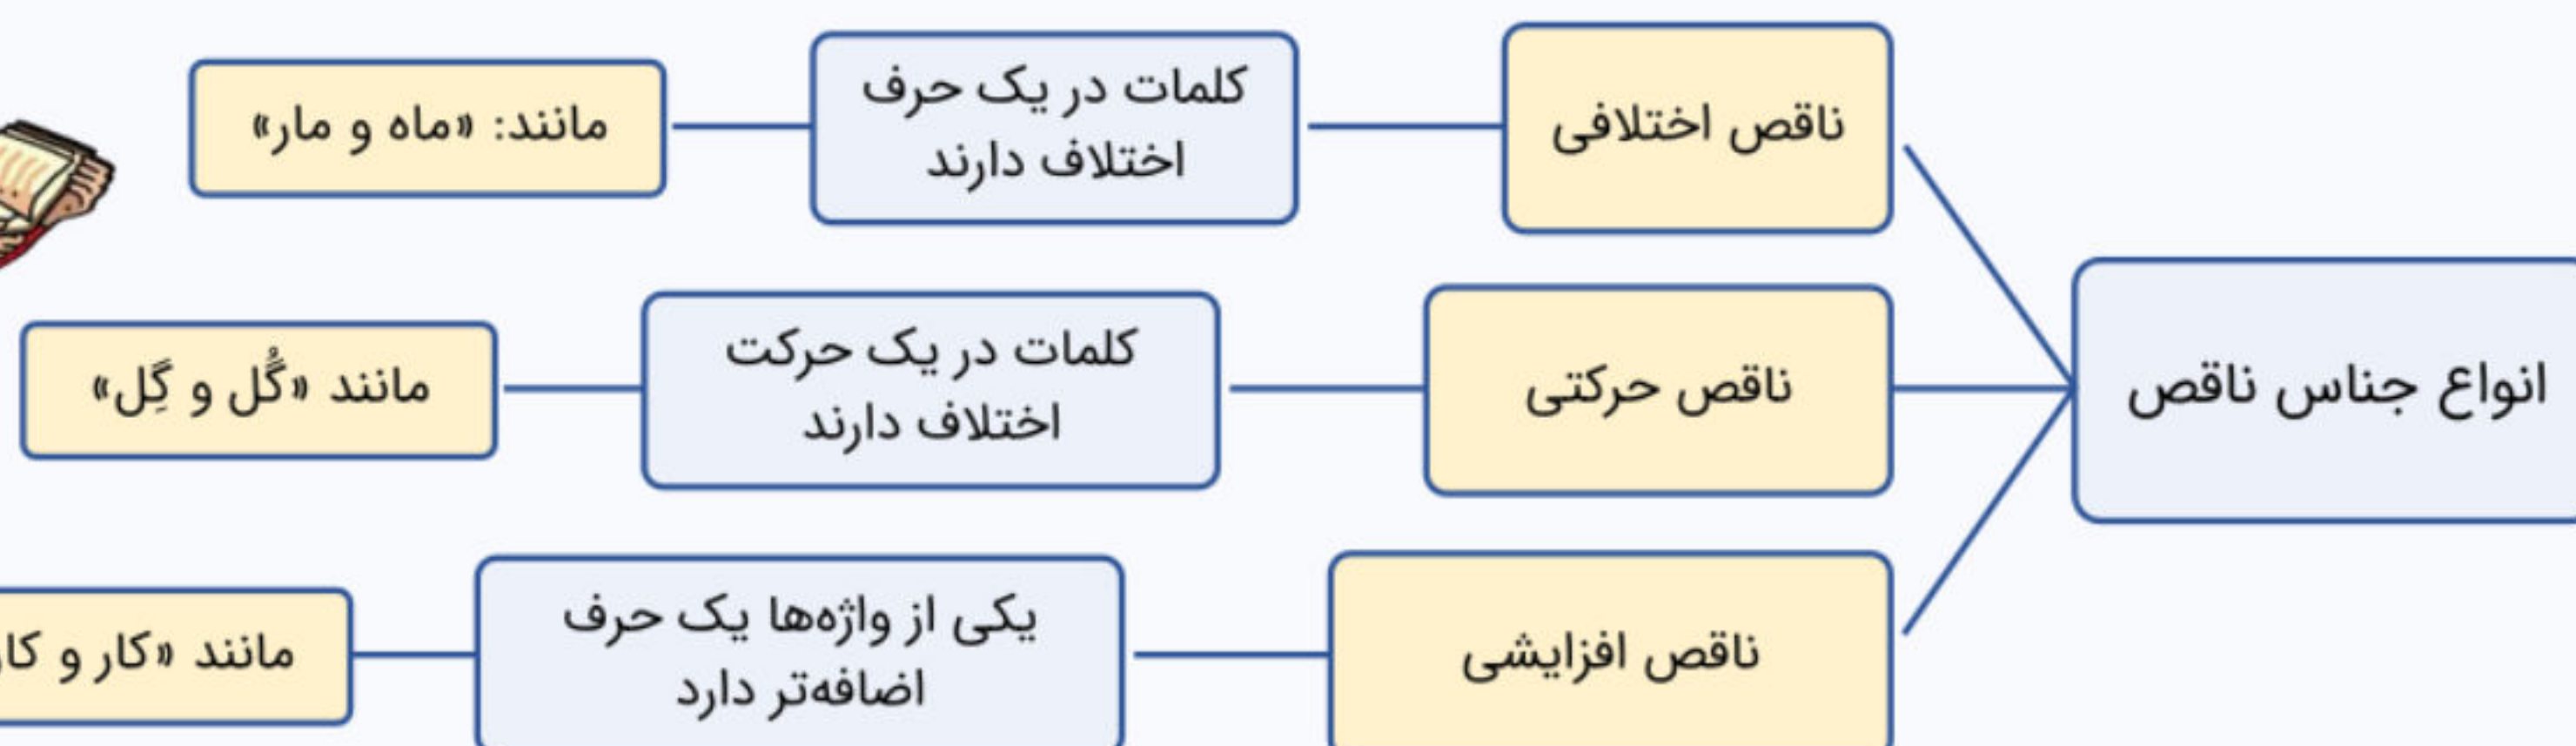 انواع جناس ناقص
ناقص اختلافی
کلمات در یک حرف
اختلاف دارند
مانند: «ماه و مار»
ناقص حرکتی
کلمات در یک حرکت
اختلاف دارند
مانند «گُل و گِل»
ناقص افزایشی
یکی از واژه‌ها یک حرف
اضافه‌تر دارد
مانند «کار و